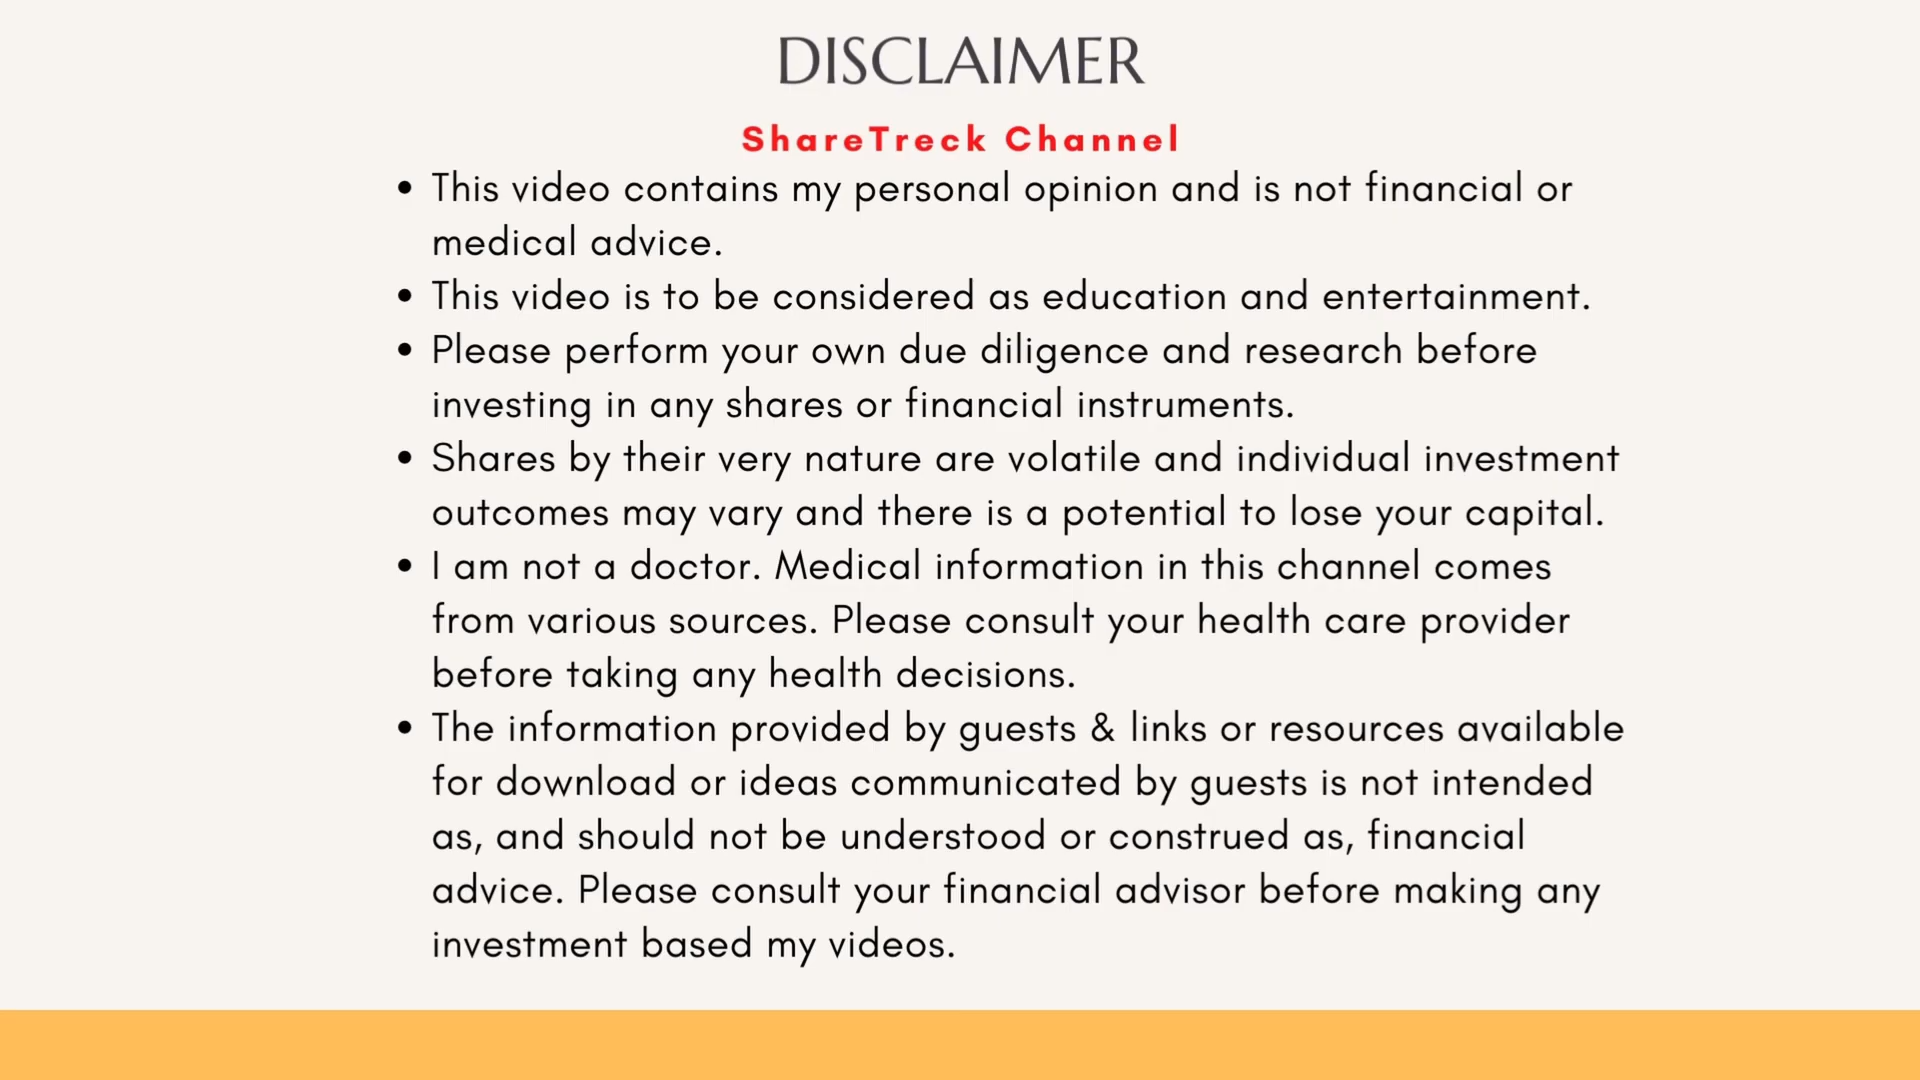 DISCLAIMER
ShareTreck Channel
• This video contains my personal opinion and is not financial or
medical advice.
• This video is to be considered as education and entertainment.
• Please perform your own due diligence and research before
investing in any shares or financial instruments.
• Shares by their very nature are volatile and individual investment
outcomes may vary and there is a potential to lose your capital.
• I am not a doctor. Medical information in this channel comes
from various sources. Please consult your health care provider
before taking any health decisions.
• The information provided by guests & links or resources available
for download or ideas communicated by guests is not intended
as, and should not be understood or construed as, financial
advice. Please consult your financial advisor before making any
investment based my videos.